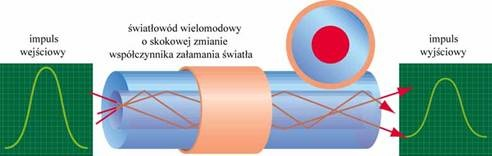 impuls
wejściowy
światłowód wielomodowy
o skokowej zmianie
współczynnika załamania światła
impuls
wyjściowy